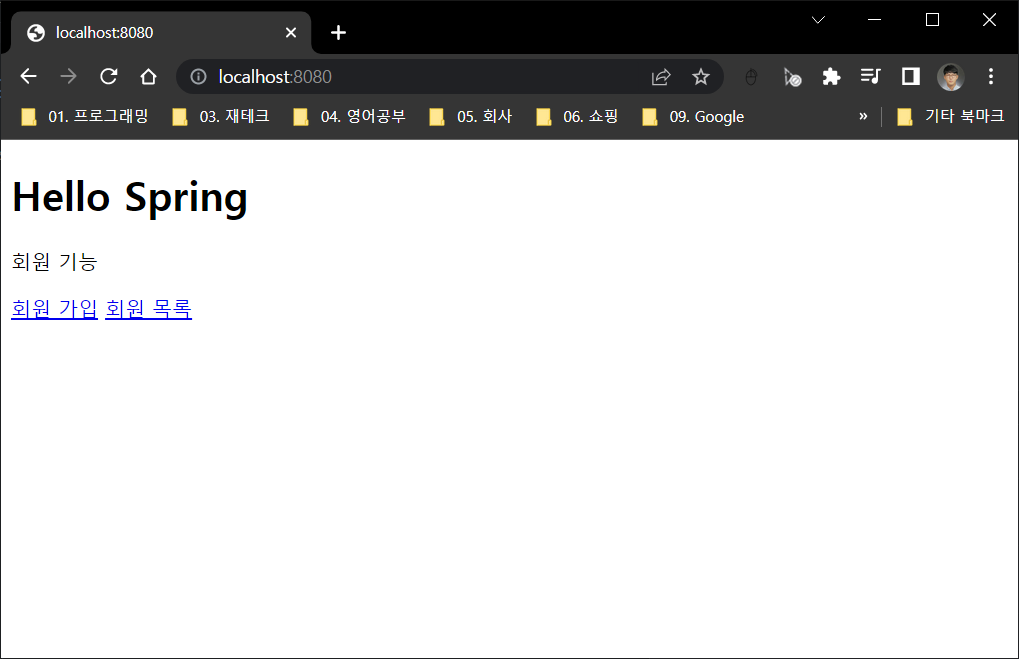 localhost:8080
localhost:8080
01. 프로그래밍 03. 재테크 04. 영어공부 05. 회사 06. 쇼핑 09. Google » 기타 북마크
Hello Spring
회원 기능
회원 가입 회원 목록